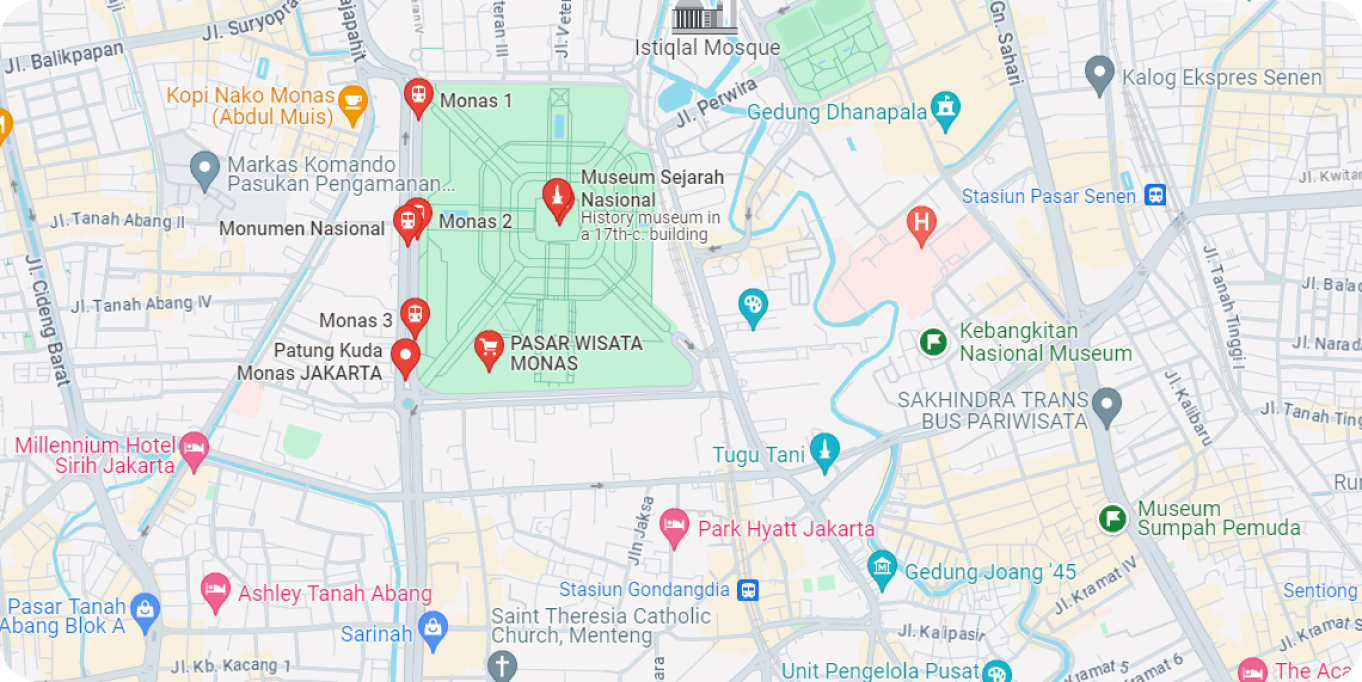 Jl. Suryopra
ajapahit
Jl. Balikpapan
eteran III
Jl. Veter
Istiqlal Mosque
Gn. Sahari
Kalog Ekspres Senen
Kopi Nako Monas
(Abdul Muis)
Monas 1
Jl. Perwira
Gedung Dhanapala
Markas Komando
Pasukan Pengamanan...
Museum Sejarah
Nasional
History museum in
a 17th-c. building
Jl. Kwitan
Stasiun Pasar Senen
H
Jl. Tanah Abang II
Monumen Nasional
Monas 2
Jl. Cideng Barat
Jl. Tanah Abang IV
Jl. Tanah Tinggi I
Jl. Balad
Monas 3
Patung Kuda
Monas JAKARTA
PASAR WISATA
MONAS
Kebangkitan
Nasional Museum
Jl. Narada
SAKHINDRA TRANS
BUS PARIWISATA
Jl. Kalibaru
Jl. Tanah Ting
Millennium Hotel
Sirih Jakarta
Tugu Tani
Rum
Jln Jaksa
Park Hyatt Jakarta
Museum
Sumpah Pemuda
Gedung Joang '45
Jl. Kramat IV
Stasiun Gondangdia
Sentiong
Ashley Tanah Abang
Pasar Tanah
Abang Blok A
Sarinah
Saint Theresia Catholic
Church, Menteng
Jl. Kalipasir
Jl. Kramat S
Jl. Kb. Kacang 1
ara
Unit Pengelola Pusat
Kramat 5
Kramat 6
The Aca